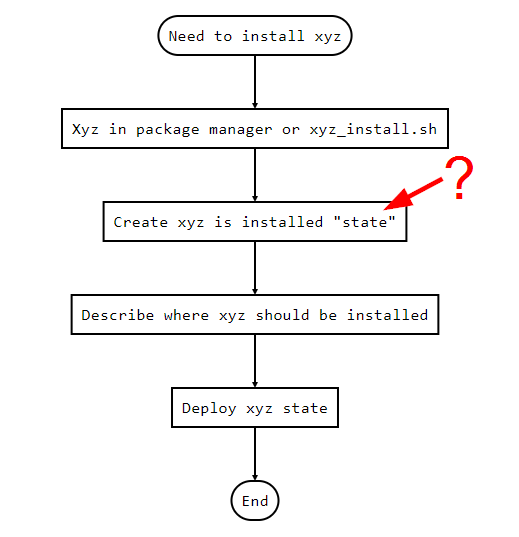 Need to install xyz
Xyz in package manager or xyz_install.sh
?
Create xyz is installed "state"
Describe where xyz should be installed
Deploy xyz state
End